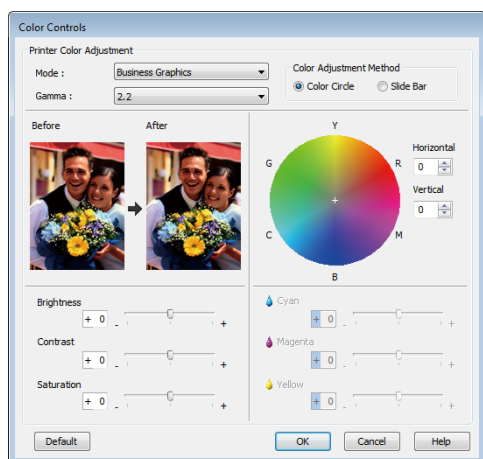 Color Controls
Printer Color Adjustment
Mode :
Business Graphics
Color Adjustment Method
Color Circle
Slide Bar
Gamma :
2.2
Before
After
Y
G
R
C
M
B
Horizontal
0
Vertical
0
Brightness
+ 0
- +
Contrast
+ 0
- +
Saturation
+ 0
- +
Cyan
+ 0
- +
Magenta
+ 0
- +
Yellow
+ 0
- +
Default
OK
Cancel
Help